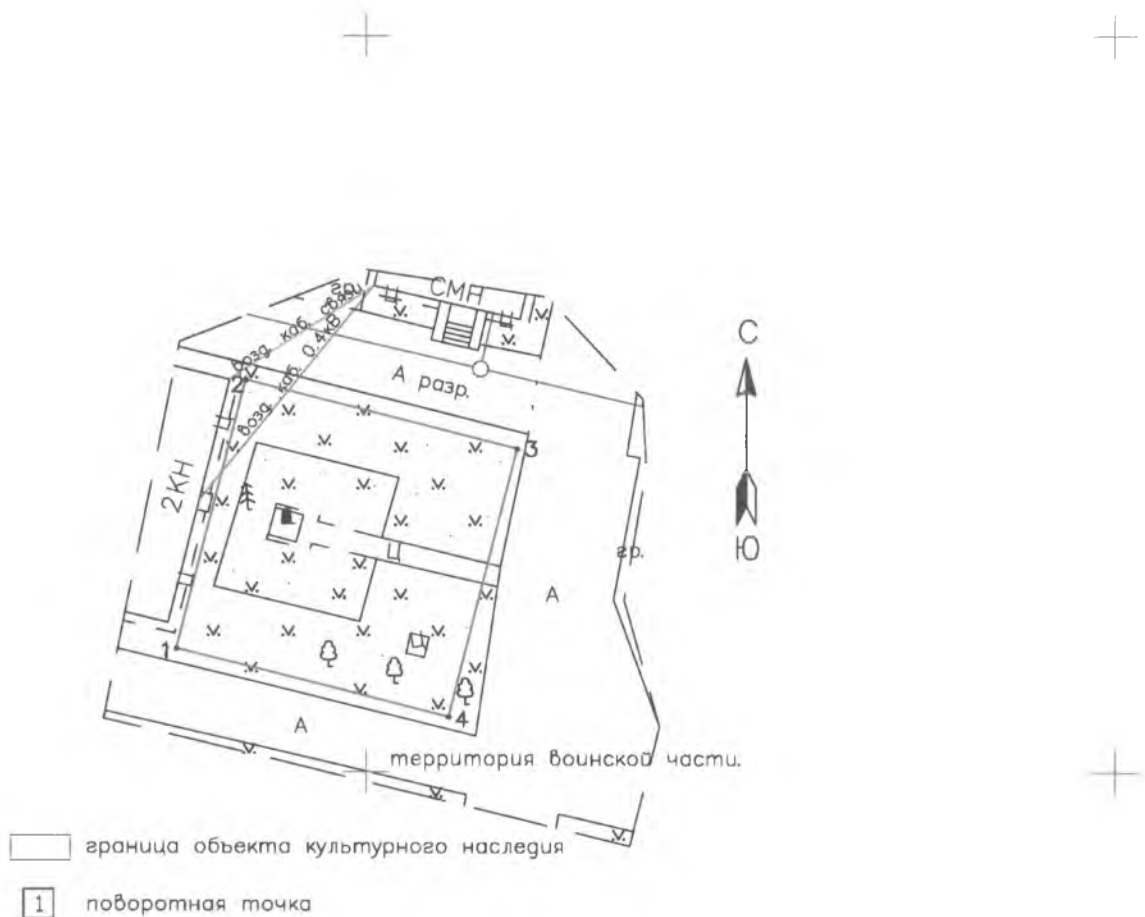 СМН
возд. каб. связи
возд. каб. 0.4кВ
А разр.
С
2
3
2КН
Ю
гр.
А
1
4
А
территория воинской части.
граница объекта культурного наследия
1 поворотная точка